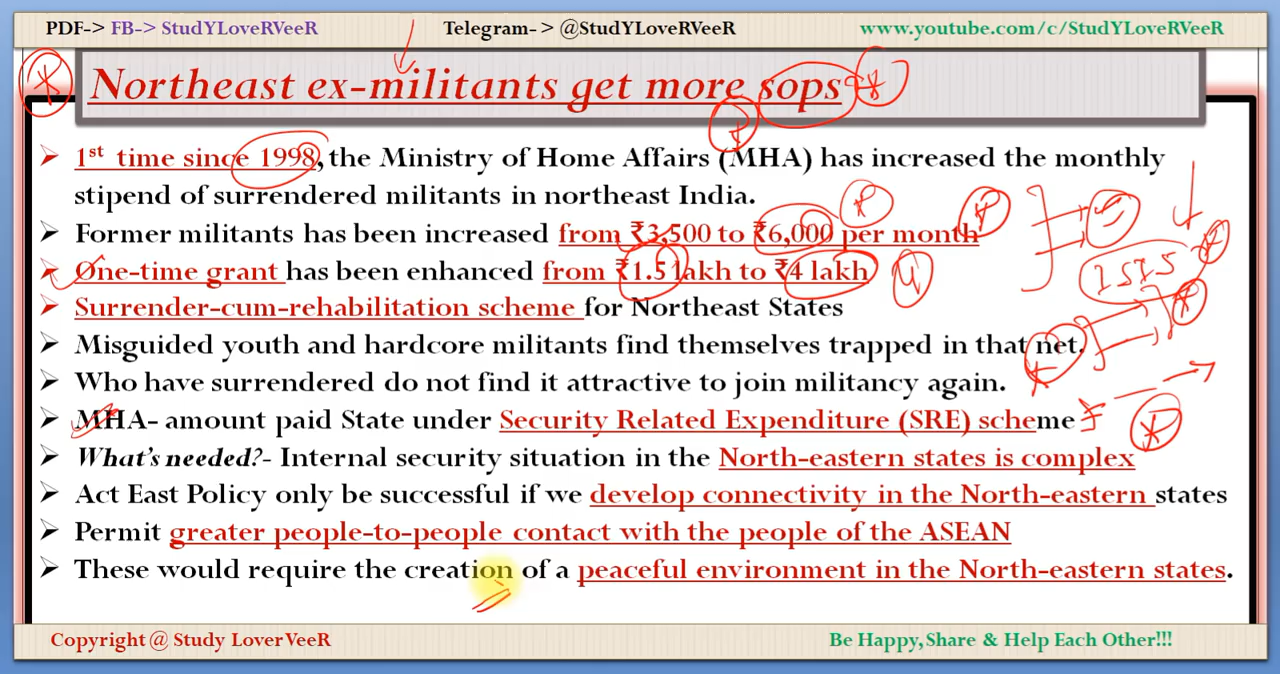 PDF-> FB-> StudYLoveRVeeR Telegram-> @StudYLoveRVeeR www.youtube.com/c/StudYLoveRVeeR
Northeast ex-militants get more sops
➢ 1st time since 1998, the Ministry of Home Affairs (MHA) has increased the monthly
stipend of surrendered militants in northeast India.
➢ Former militants has been increased from ₹3,500 to ₹6,000 per month
➢ One-time grant has been enhanced from ₹1.5 lakh to ₹4 lakh
➢ Surrender-cum-rehabilitation scheme for Northeast States
➢ Misguided youth and hardcore militants find themselves trapped in that net.
➢ Who have surrendered do not find it attractive to join militancy again.
➢ MHA- amount paid State under Security Related Expenditure (SRE) scheme
➢ What's needed?- Internal security situation in the North-eastern states is complex
➢ Act East Policy only be successful if we develop connectivity in the North-eastern states
➢ Permit greater people-to-people contact with the people of the ASEAN
➢ These would require the creation of a peaceful environment in the North-eastern states.
ISIS
Copyright @ Study LoverVeeR Be Happy,Share & Help Each Other!!!